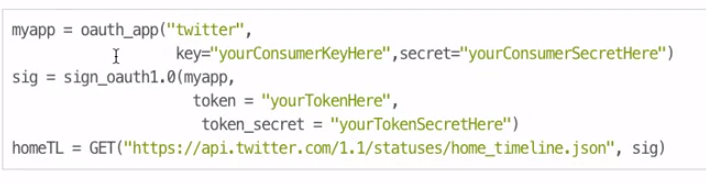 myapp = oauth_app("twitter",
key="yourConsumerKeyHere",secret="yourConsumerSecretHere")
sig = sign_oauth1.0(myapp,
token = "yourTokenHere",
token_secret = "yourTokenSecretHere")
homeTL = GET("https://api.twitter.com/1.1/statuses/home_timeline.json", sig)